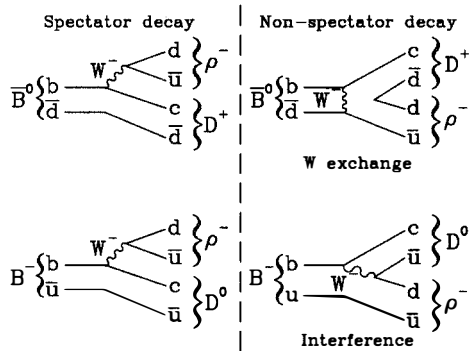 Spectator decay
Non-spectator decay
W⁻
d
u̅
ρ⁻
B̅⁰
b
d̅
c
d̅
D⁺
B̅⁰
b
d̅
W⁻
c
d̅
D⁺
d
u̅
ρ⁻
W exchange
W⁻
d
u̅
ρ⁻
B⁻
b
u̅
c
u̅
D⁰
B⁻
b
u
W⁻
c
u̅
D⁰
d
u̅
ρ⁻
Interference